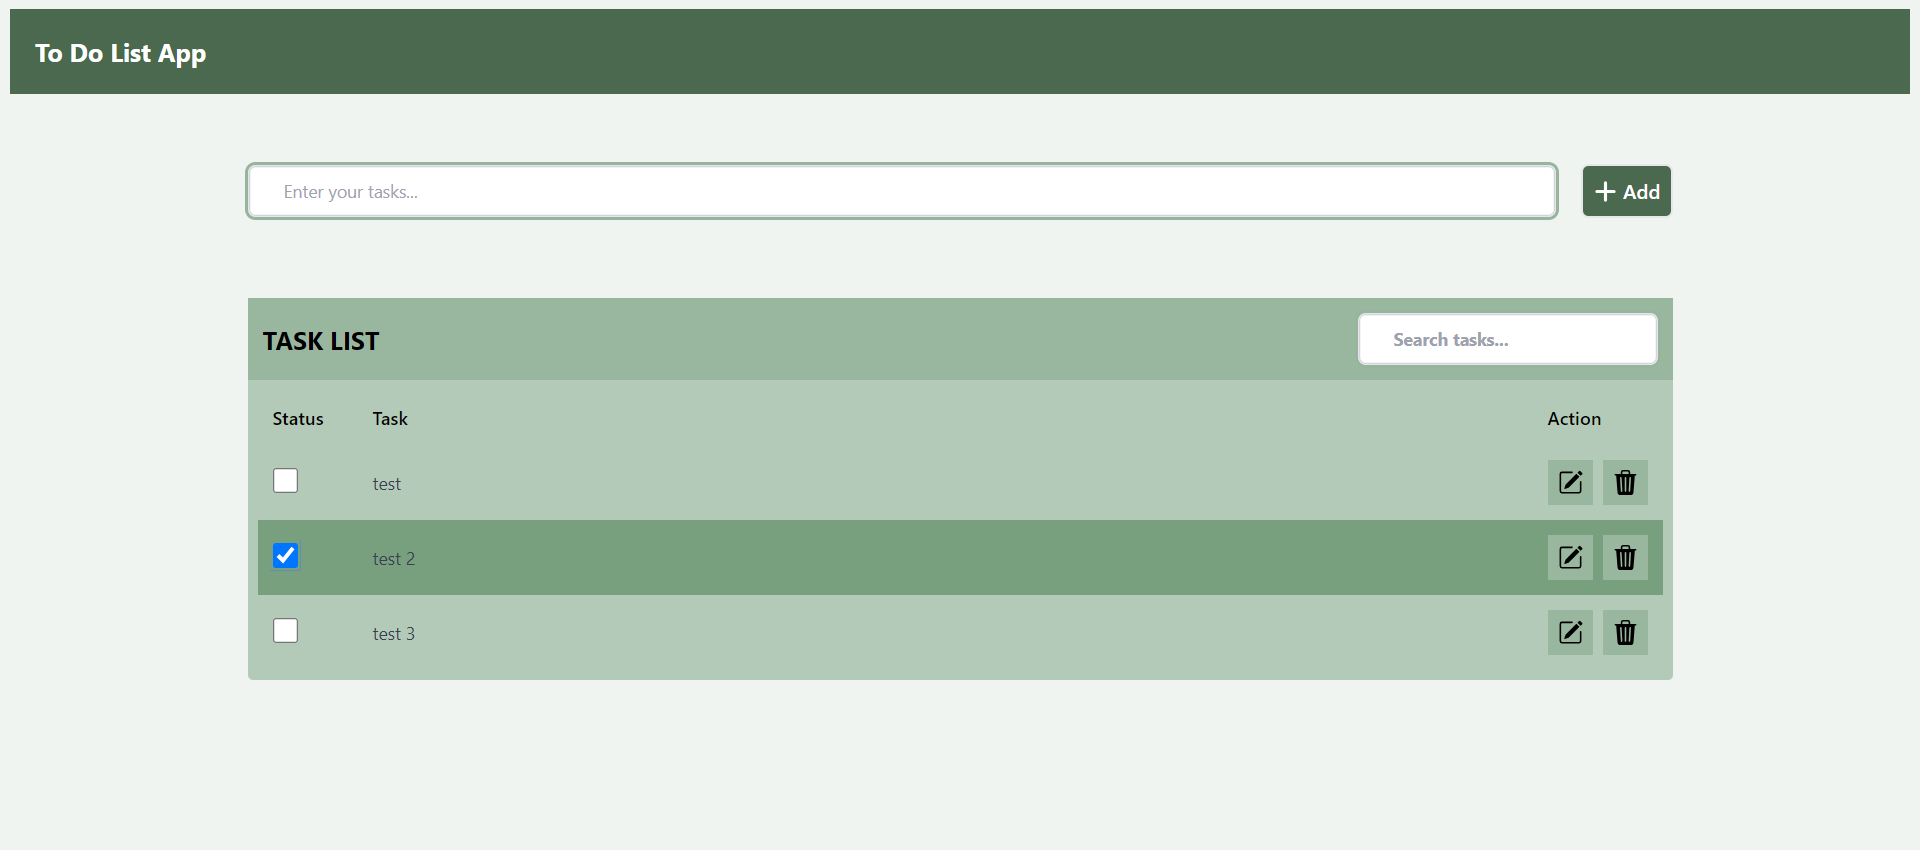 To Do List App
Enter your tasks...
Add
TASK LIST
Search tasks...
Status Task Action
test
test 2
test 3